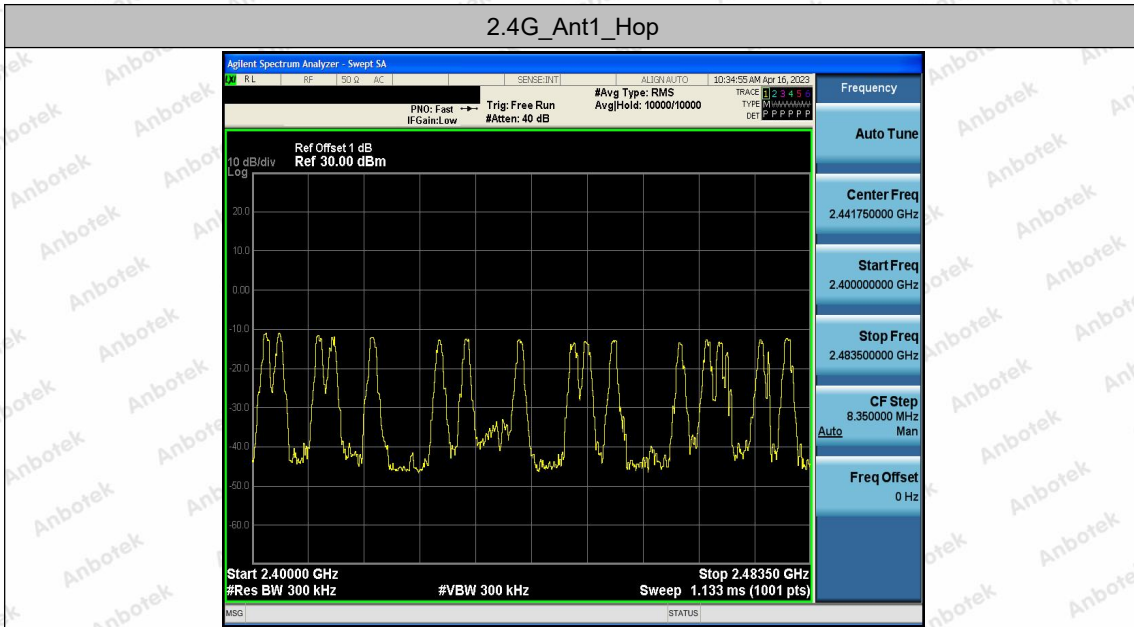 2.4G_Ant1_Hop
Agilent Spectrum Analyzer - Swept SA
LXI RL RF 50 Ω AC SENSE:INT ALIGN AUTO 10:34:55 AM Apr 16, 2023
PNO: Fast
IFGain:Low
Trig: Free Run
#Atten: 40 dB
#Avg Type: RMS
Avg|Hold: 10000/10000
TRACE 1 2 3 4 5 6
TYPE M WWWWW
DET P P P P P P
Ref Offset 1 dB
10 dB/div Ref 30.00 dBm
Log
20.0
10.0
0.00
-10.0
-20.0
-30.0
-40.0
-50.0
-60.0
Start 2.40000 GHz Stop 2.48350 GHz
#Res BW 300 kHz #VBW 300 kHz Sweep 1.133 ms (1001 pts)
MSG STATUS
Frequency
Auto Tune
Center Freq
2.441750000 GHz
Start Freq
2.400000000 GHz
Stop Freq
2.483500000 GHz
CF Step
8.350000 MHz
Auto Man
Freq Offset
0 Hz
Anbotek